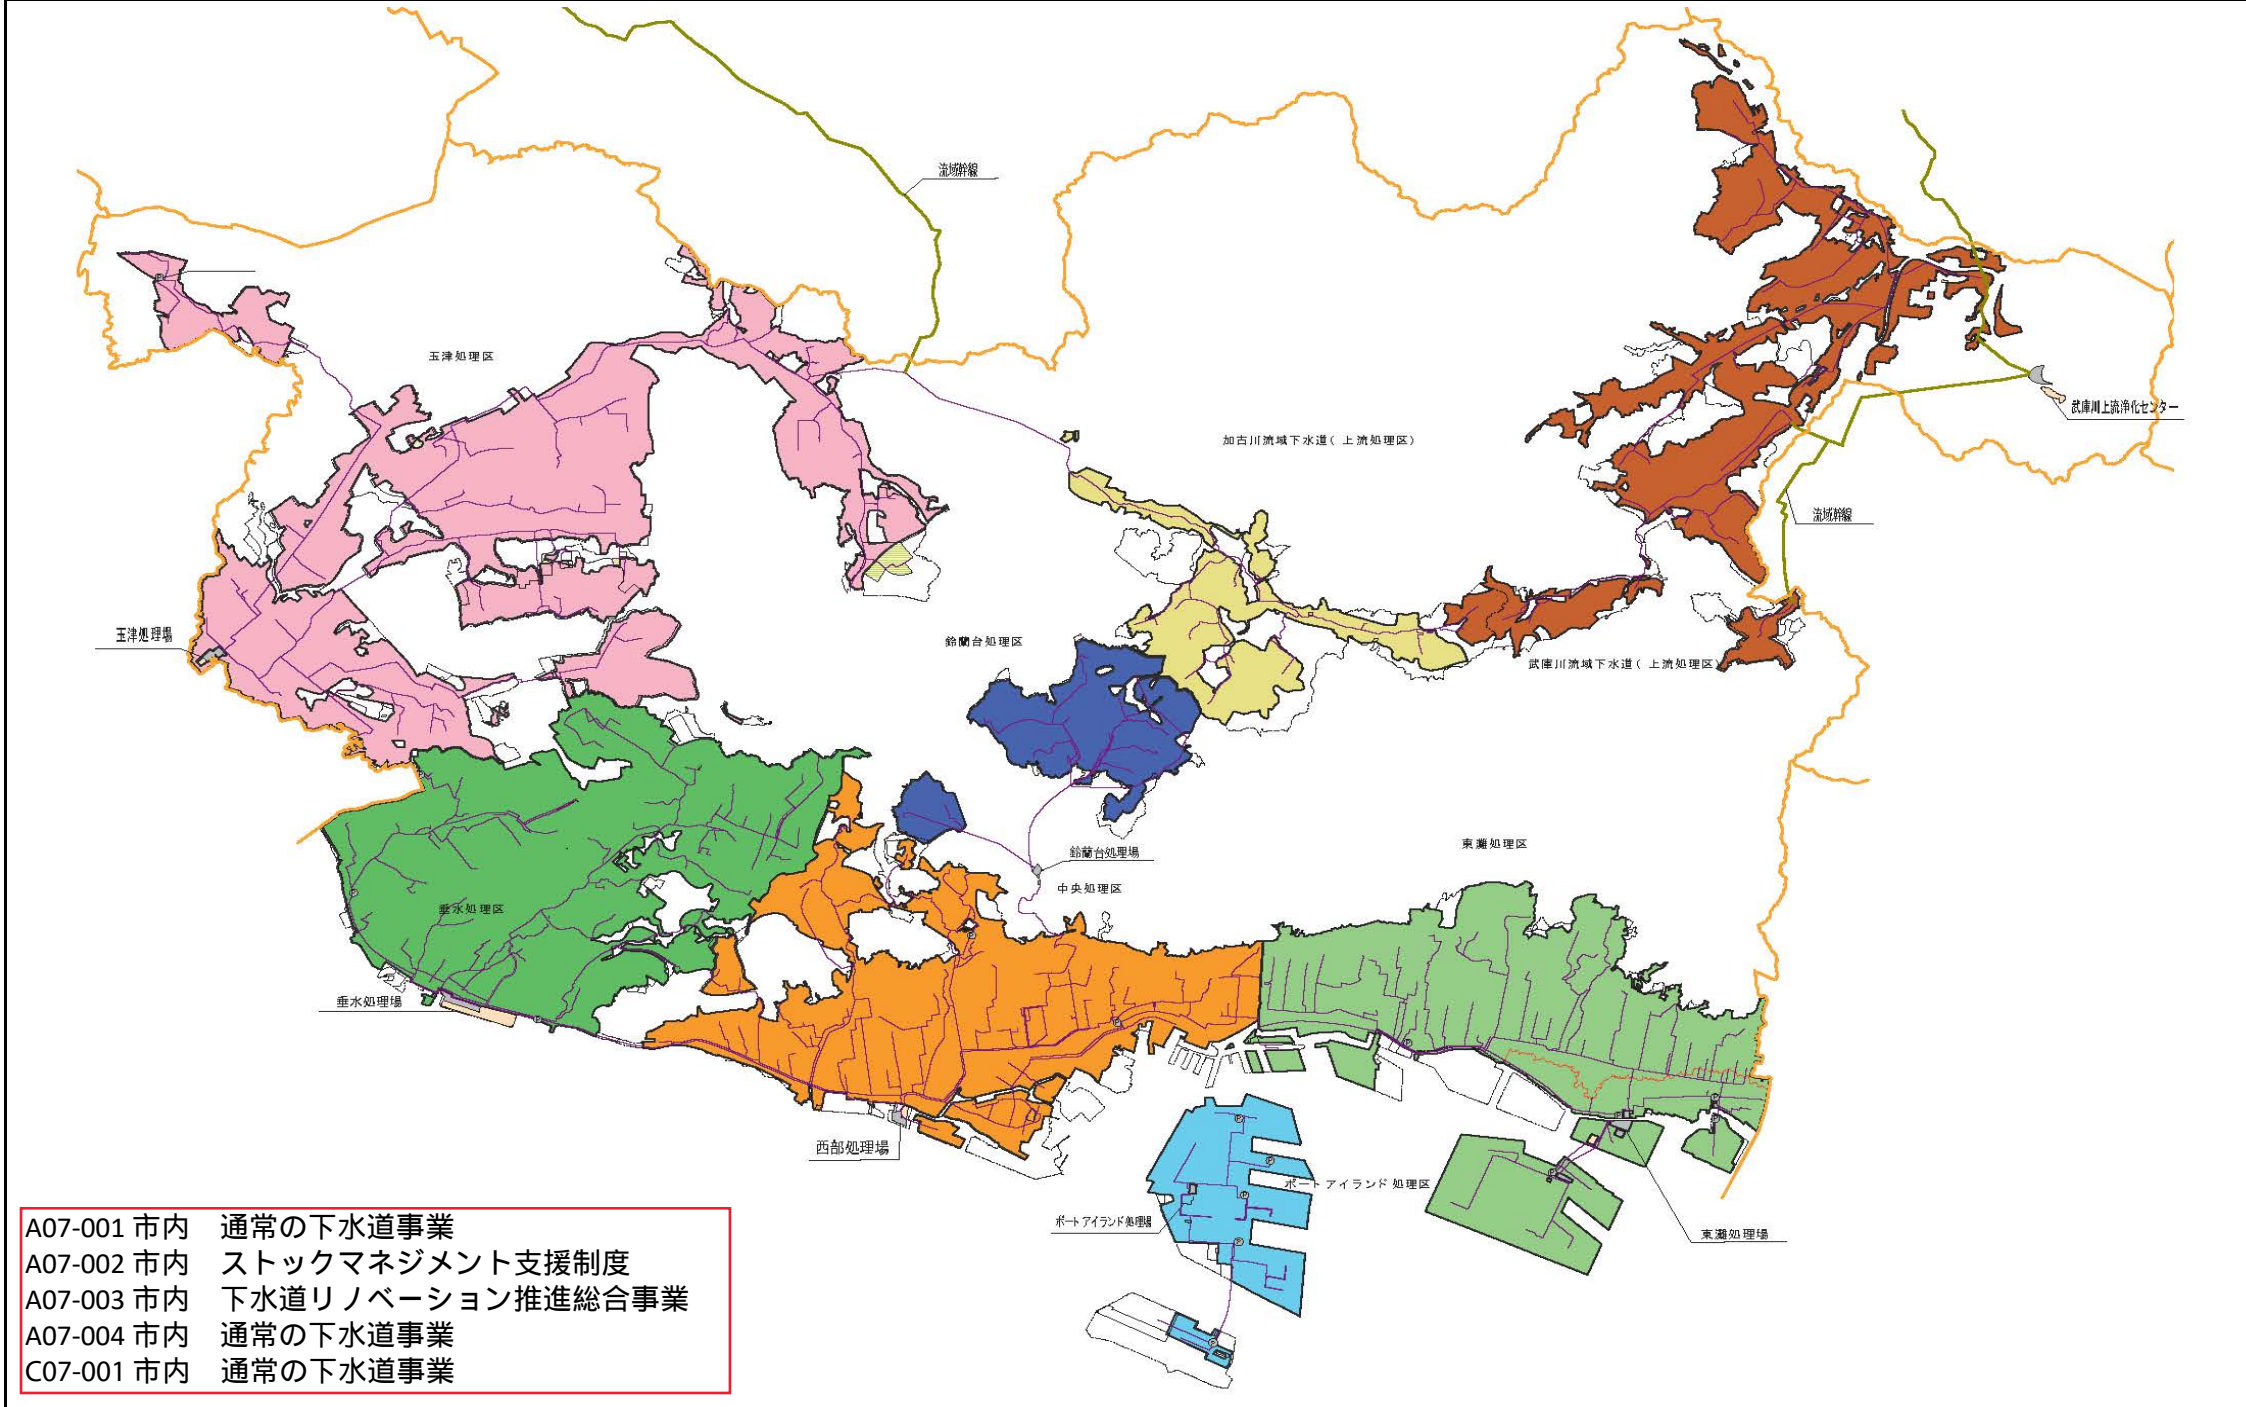 流域幹線
玉津処理区
武庫川上流浄化センター
加古川流域下水道(上流処理区)
流域幹線
玉津処理場
鈴蘭台処理区
武庫川流域下水道(上流処理区)
東灘処理区
鈴蘭台処理場
中央処理区
垂水処理区
垂水処理場
西部処理場
ポートアイランド処理区
ポートアイランド処理場
東灘処理場
A07-001 市内 通常の下水道事業
A07-002 市内 ストックマネジメント支援制度
A07-003 市内 下水道リノベーション推進総合事業
A07-004 市内 通常の下水道事業
C07-001 市内 通常の下水道事業